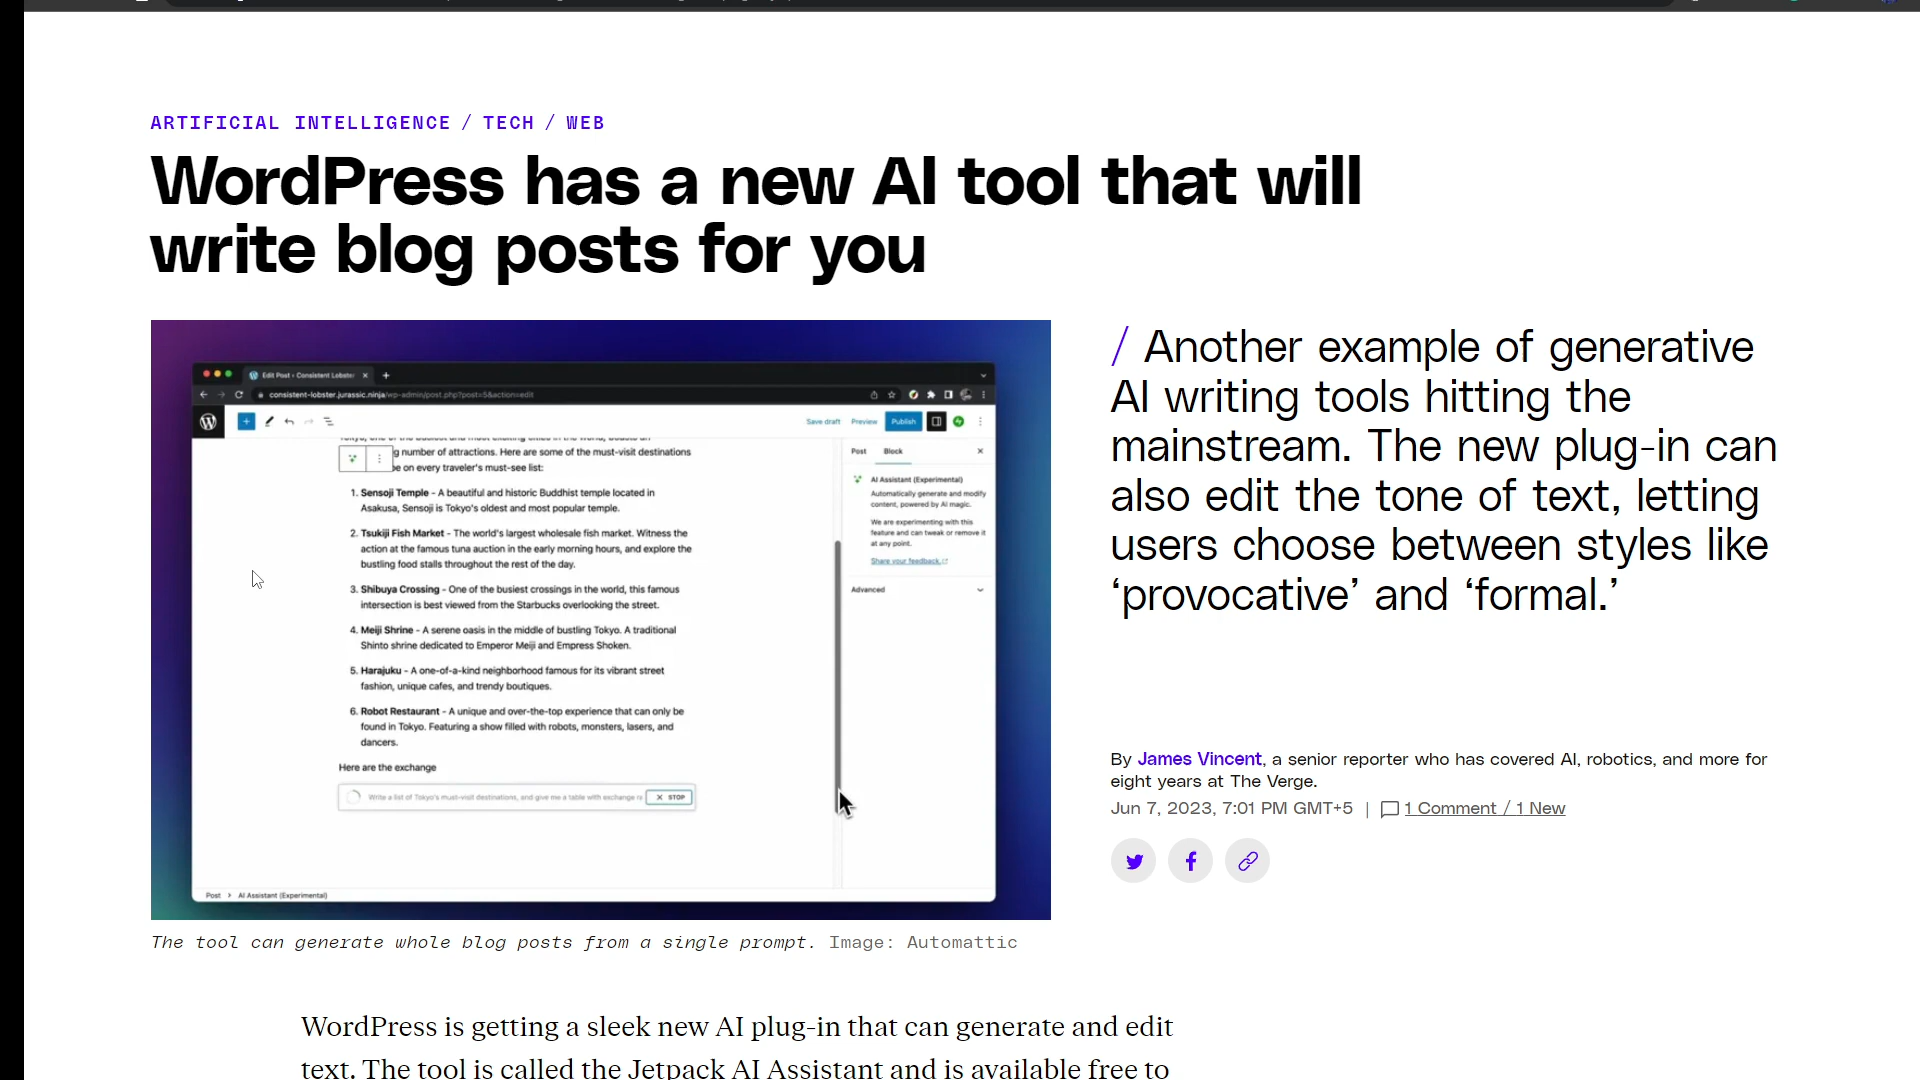 ARTIFICIAL INTELLIGENCE / TECH / WEB
WordPress has a new AI tool that will
write blog posts for you
Edit Post ‹ Consistent Lobster
consistent-lobster.jurassic.ninja/wp-admin/post.php?post=5&action=edit
Save draft Preview Publish
g number of attractions. Here are some of the must-visit destinations
be on every traveler's must-see list:
1. Sensoji Temple - A beautiful and historic Buddhist temple located in
Asakusa, Sensoji is Tokyo's oldest and most popular temple.
2. Tsukiji Fish Market - The world's largest wholesale fish market. Witness the
action at the famous tuna auction in the early morning hours, and explore the
bustling food stalls throughout the rest of the day.
3. Shibuya Crossing - One of the busiest crossings in the world, this famous
intersection is best viewed from the Starbucks overlooking the street.
4. Meiji Shrine - A serene oasis in the middle of bustling Tokyo. A traditional
Shinto shrine dedicated to Emperor Meiji and Empress Shoken.
5. Harajuku - A one-of-a-kind neighborhood famous for its vibrant street
fashion, unique cafes, and trendy boutiques.
6. Robot Restaurant - A unique and over-the-top experience that can only be
found in Tokyo. Featuring a show filled with robots, monsters, lasers, and
dancers.
Here are the exchange
Write a list of Tokyo's must-visit destinations, and give me a table with exchange ra
STOP
Post Block
AI Assistant (Experimental)
Automatically generate and modify
content, powered by AI magic.
We are experimenting with this
feature and can tweak or remove it
at any point.
Share your feedback.
Advanced
Post > AI Assistant (Experimental)
The tool can generate whole blog posts from a single prompt. Image: Automattic
/ Another example of generative
AI writing tools hitting the
mainstream. The new plug-in can
also edit the tone of text, letting
users choose between styles like
‘provocative’ and ‘formal.’
By James Vincent, a senior reporter who has covered AI, robotics, and more for
eight years at The Verge.
Jun 7, 2023, 7:01 PM GMT+5 | 1 Comment / 1 New
WordPress is getting a sleek new AI plug-in that can generate and edit
text. The tool is called the Jetpack AI Assistant and is available free to